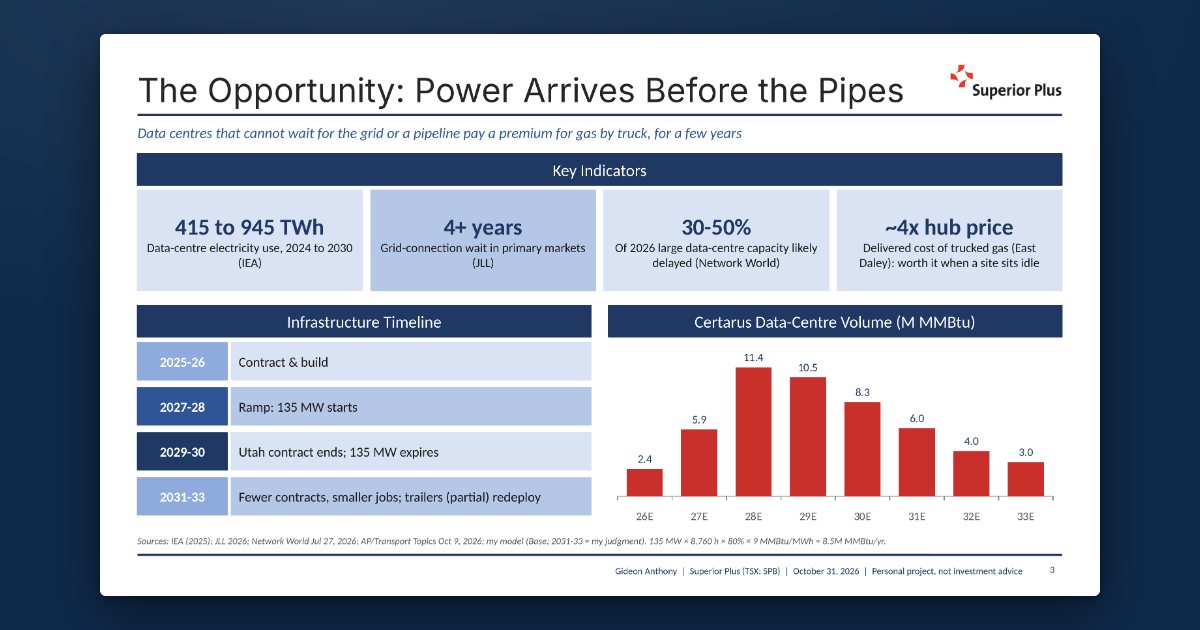 The Opportunity: Power Arrives Before the Pipes
Superior Plus
Data centres that cannot wait for the grid or a pipeline pay a premium for gas by truck, for a few years
Key Indicators
415 to 945 TWh
Data-centre electricity use, 2024 to 2030
(IEA)
4+ years
Grid-connection wait in primary markets
(JLL)
30-50%
Of 2026 large data-centre capacity likely
delayed (Network World)
~4x hub price
Delivered cost of trucked gas (East
Daley): worth it when a site sits idle
Infrastructure Timeline
2025-26
Contract & build
2027-28
Ramp: 135 MW starts
2029-30
Utah contract ends; 135 MW expires
2031-33
Fewer contracts, smaller jobs; trailers (partial) redeploy
Certarus Data-Centre Volume (M MMBtu)
2.4
5.9
11.4
10.5
8.3
6.0
4.0
3.0
26E
27E
28E
29E
30E
31E
32E
33E
Sources: IEA (2025); JLL 2026; Network World Jul 27, 2026; AP/Transport Topics Oct 9, 2026; my model (Base; 2031-33 = my judgment). 135 MW × 8,760 h × 80% × 9 MMBtu/MWh ≈ 8.5M MMBtu/yr.
Gideon Anthony | Superior Plus (TSX: SPB) | October 31, 2026 | Personal project, not investment advice
3